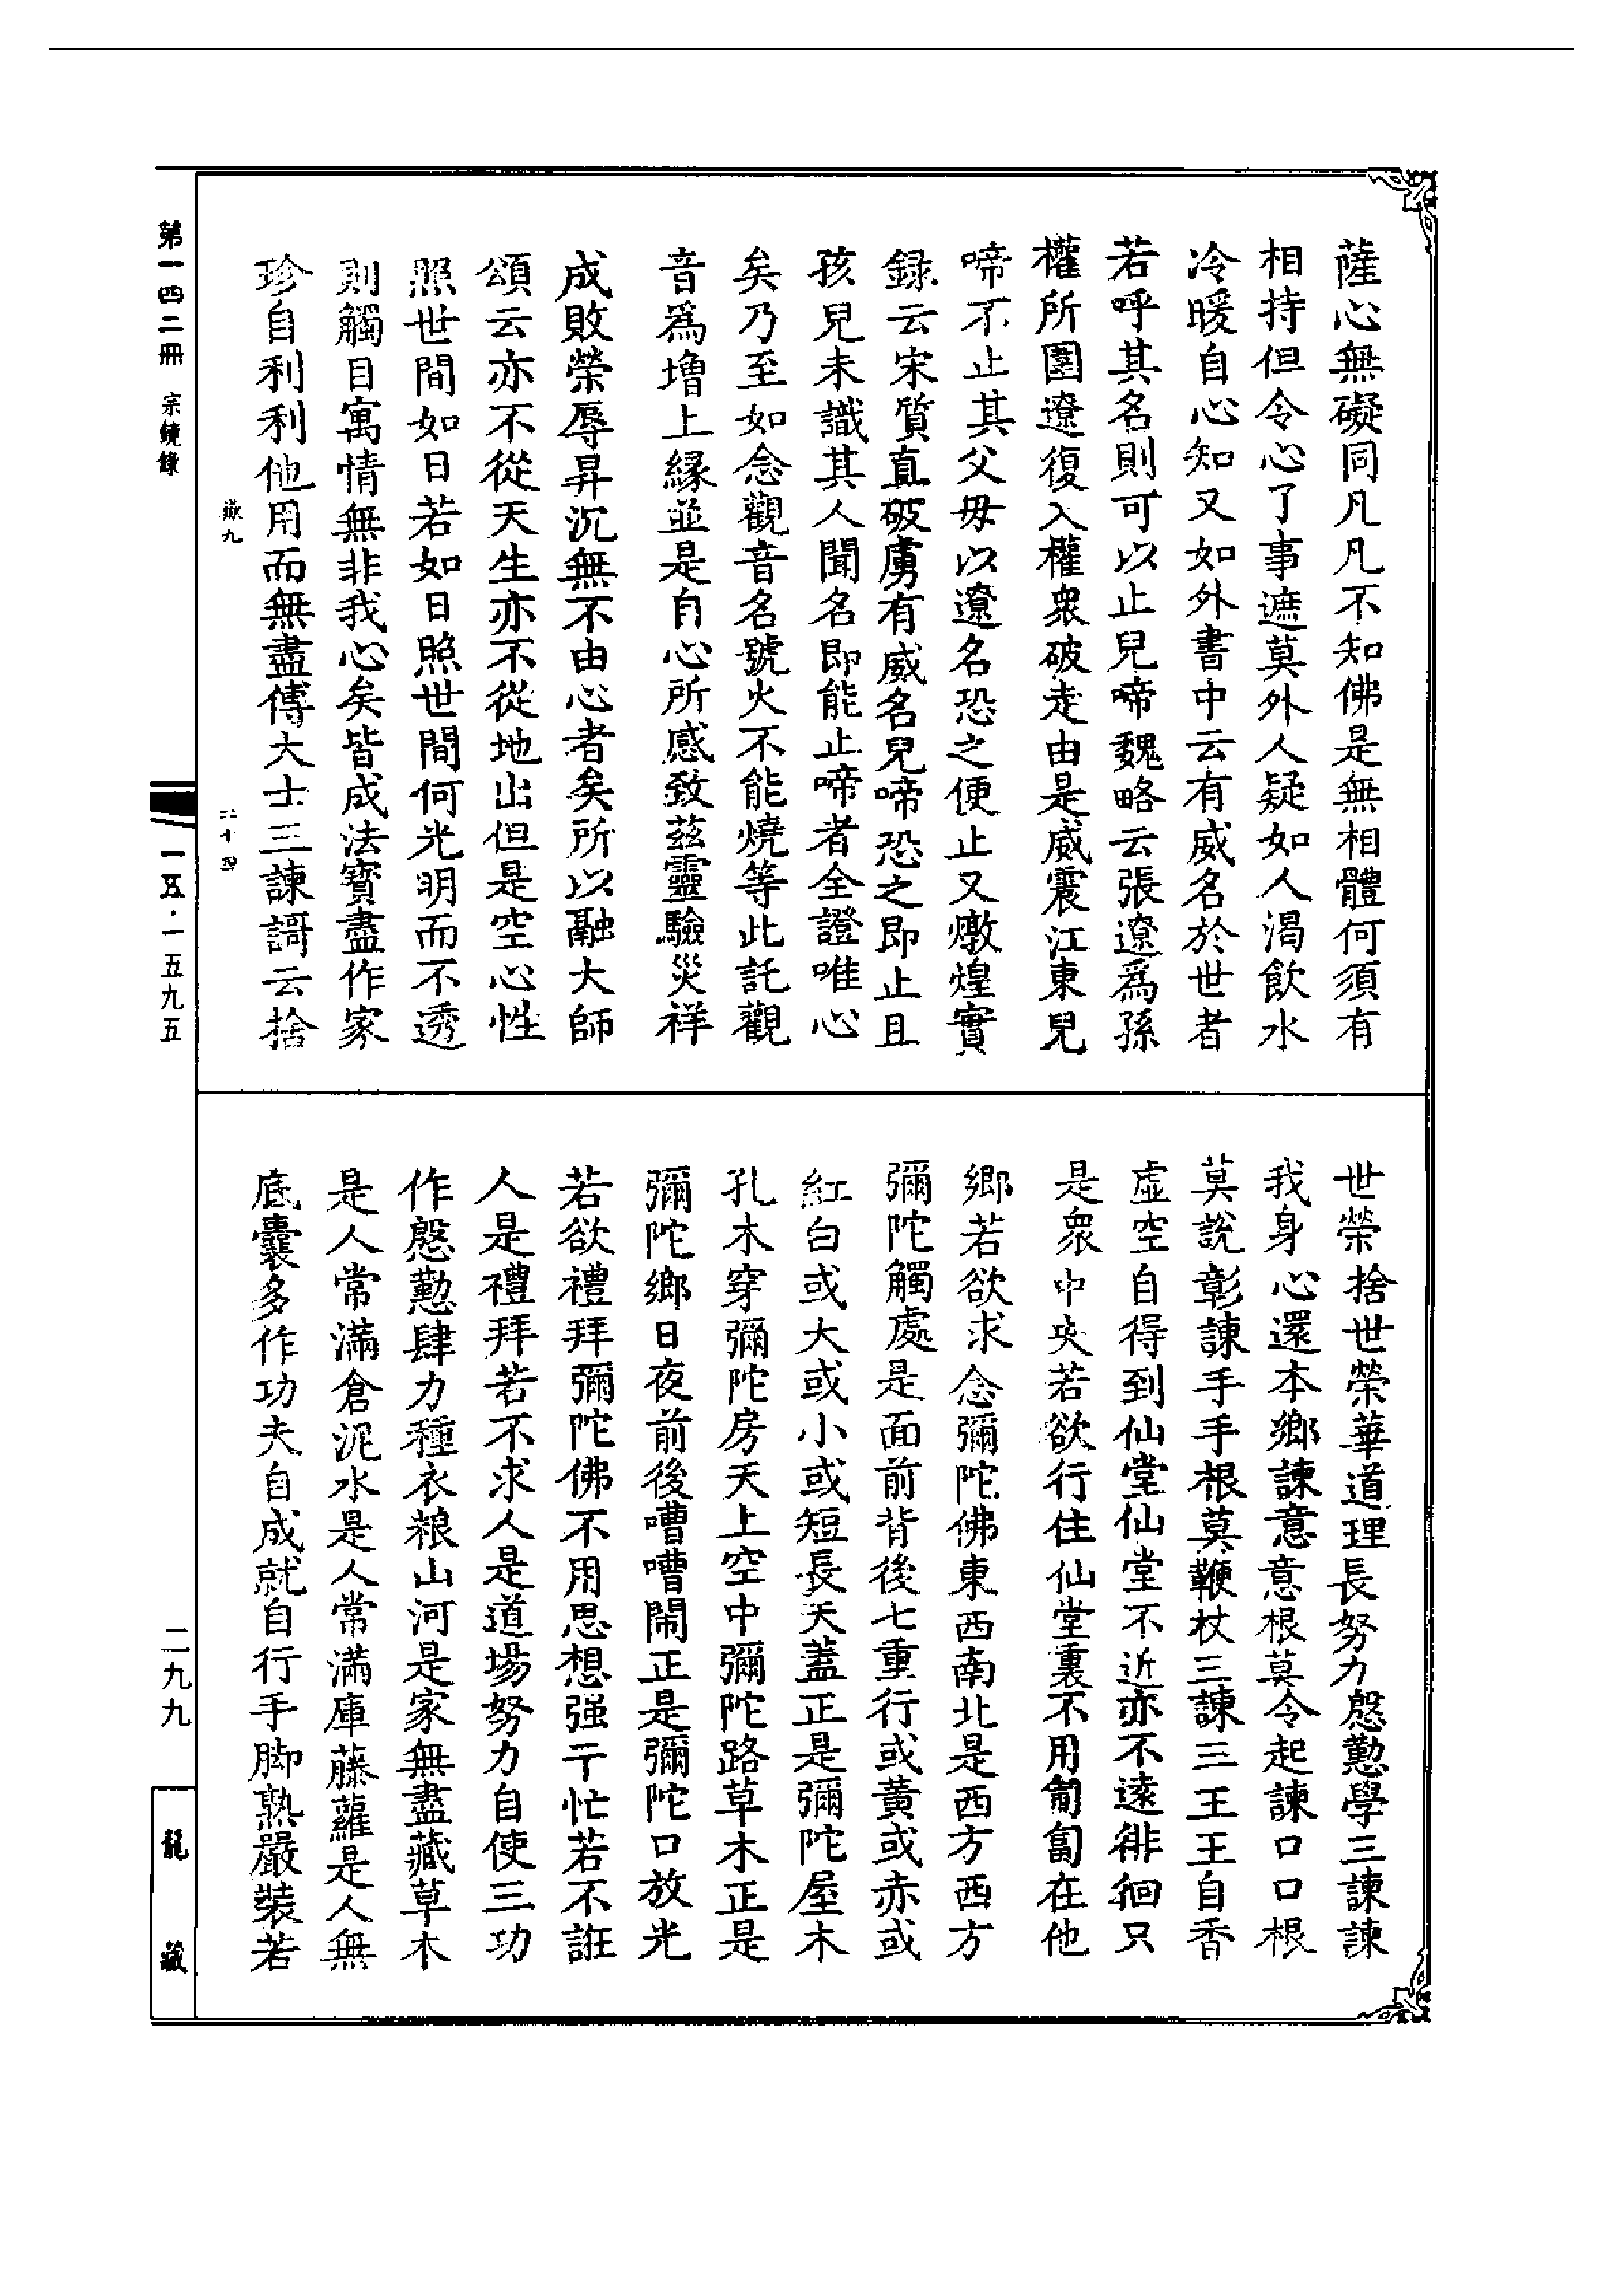 薩心無礙同凡凡不知佛是無相體何須有
相持但令心了事遮莫外人疑如人渴飲水
冷暖自心知又如外書中云有威名於世者
若呼其名則可以止兒啼魏略云張遼爲孫
權所圍遼復入權衆破走由是威震江東兒
啼不止其父母以遼名恐之便止又燉煌實
録云宋質直破虜有威名兒啼恐之即止且
孩兒未識其人聞名即能止啼者全證唯心
矣乃至如念觀音名號火不能燒等此託觀
音爲增上緣並是自心所感致茲靈驗災祥
成敗榮辱昇沉無不由心者矣所以融大師
頌云亦不從天生亦不從地出但是空心性
照世間如日若如日照世間何光明而不透
則觸目寓情無非我心矣皆成法寶盡作家
珍自利利他用而無盡傅大士三諫謌云捨
世榮捨世榮華道理長努力慇懃學三諫諫
我身心還本鄉諫意意根莫令起諫口口根
莫說彰諫手手根莫鞭杖三諫三王王自香
虛空自得到仙堂仙堂不近亦不遠徘徊只
是衆中央若欲行住仙堂裏不用匍匐在他
鄉若欲求念彌陀佛東西南北是西方西方
彌陀觸處是面前背後七重行或黃或赤或
紅白或大或小或短長天蓋正是彌陀屋木
孔木穿彌陀房天上空中彌陀路草木正是
彌陀鄉日夜前後嘈嘈鬧正是彌陀口放光
若欲禮拜彌陀佛不用思想强干忙若不誑
人是禮拜若不求人是道場努力自使三功
作慇懃肆力種衣粮山河是家無盡藏草木
是人常滿倉泥水是人常滿庫藤蘿是人無
底囊多作功夫自成就自行手脚熟嚴裝若
第一四二冊 宗鏡錄
九
二十四
一五·一五九五
二九九
龍藏